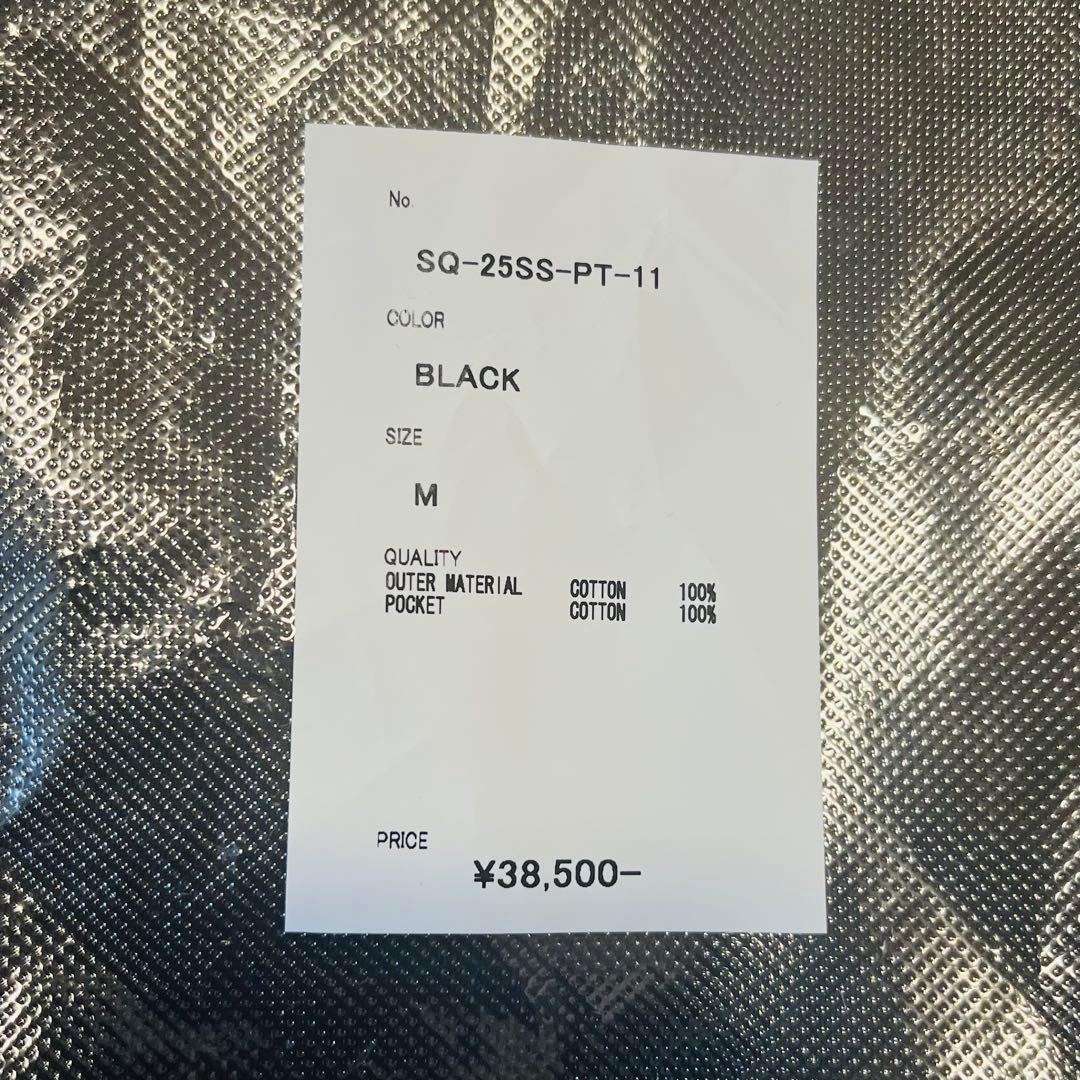 No.
SQ-25SS-PT-11
COLOR
BLACK
SIZE
M
QUALITY
OUTER MATERIAL COTTON 100%
POCKET COTTON 100%
PRICE
¥38,500-